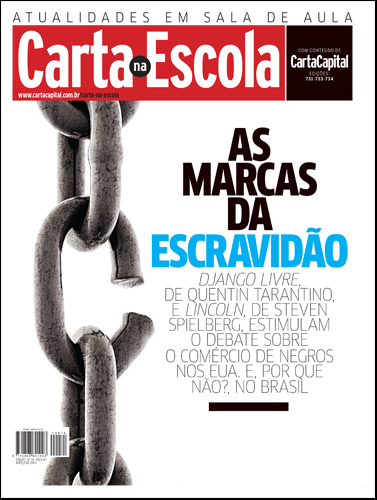 ATUALIDADES EM SALA DE AULA
Carta na Escola
www.cartacapital.com.br/carta-na-escola
COM CONTEÚDO DE
CartaCapital
EDIÇÕES:
731·733·734
AS
MARCAS
DA
ESCRAVIDÃO
DJANGO LIVRE,
DE QUENTIN TARANTINO,
E LINCOLN, DE STEVEN
SPIELBERG, ESTIMULAM
O DEBATE SOBRE
O COMÉRCIO DE NEGROS
NOS EUA. E, POR QUE
NÃO?, NO BRASIL